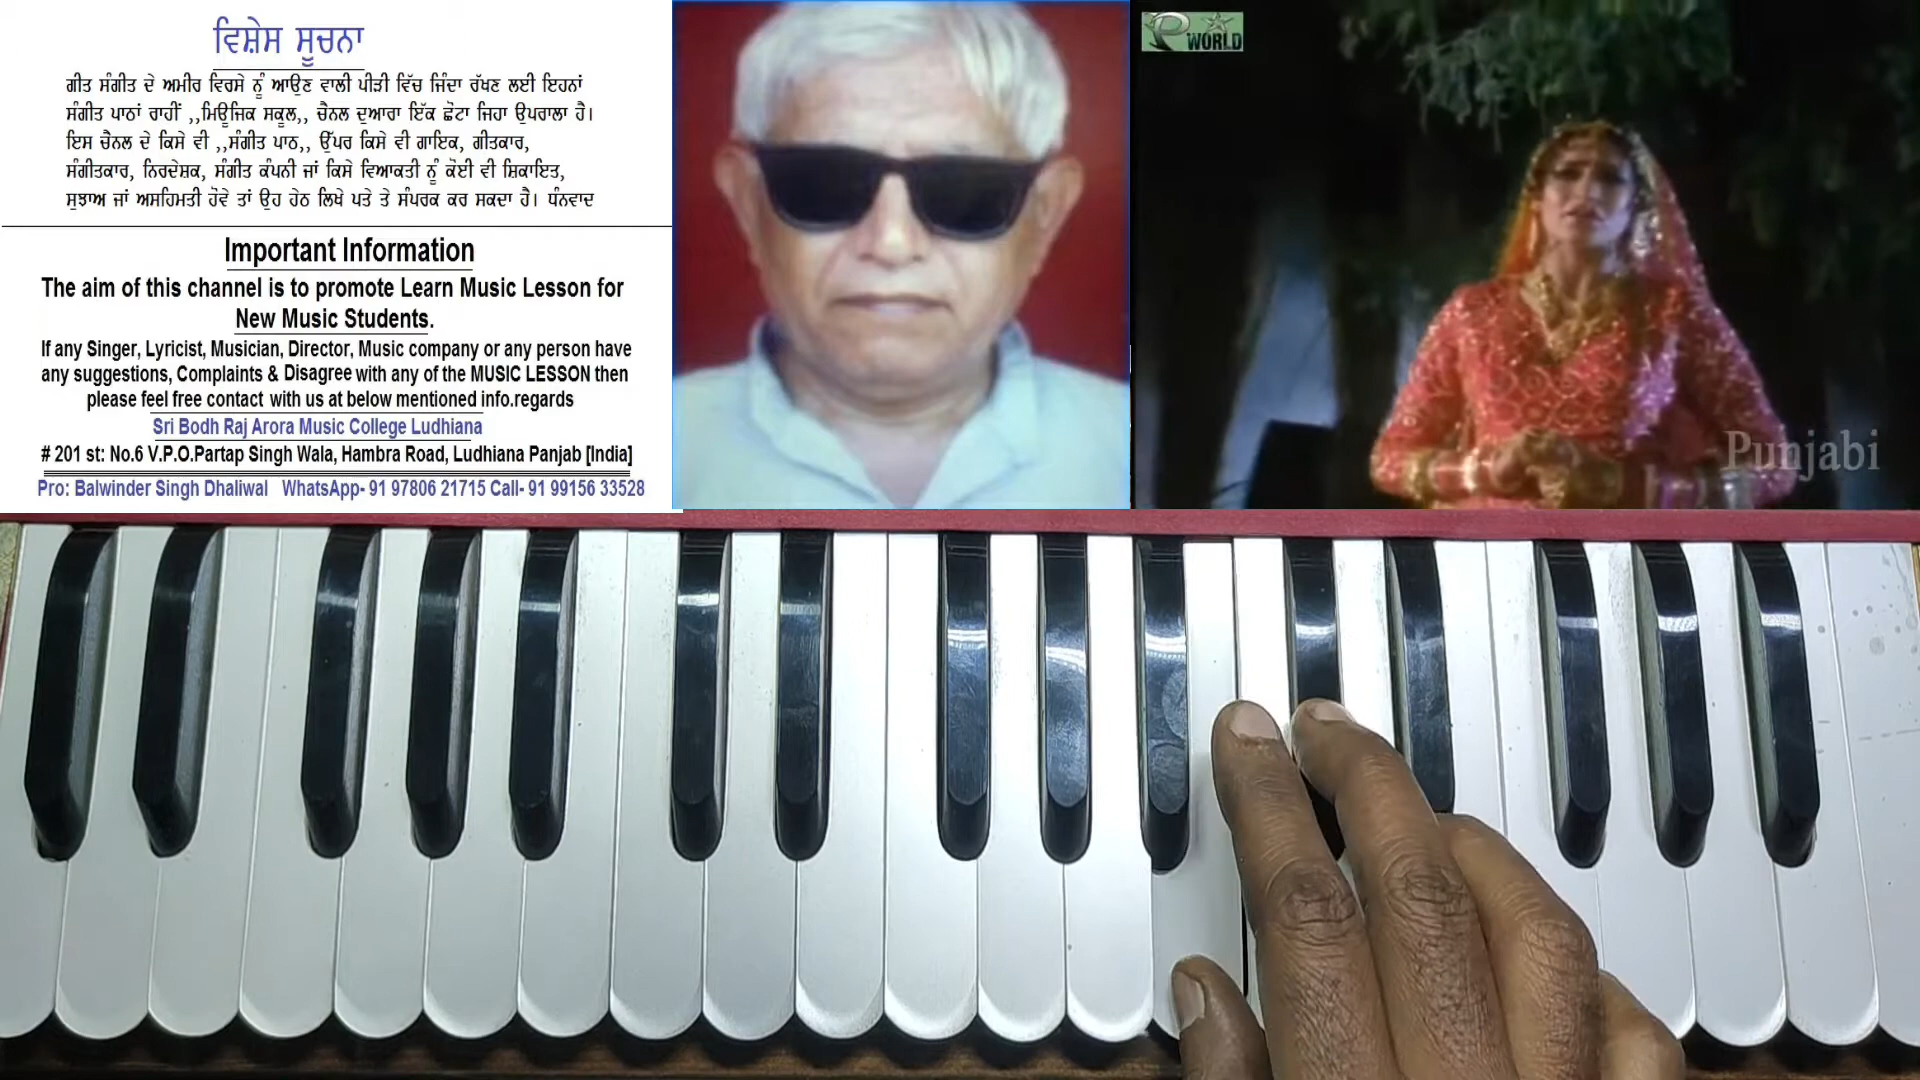 ਵਿਸ਼ੇਸ ਸੂਚਨਾ
ਗੀਤ ਸੰਗੀਤ ਦੇ ਅਮੀਰ ਵਿਰਸੇ ਨੂੰ ਆਉਣ ਵਾਲੀ ਪੀੜੀ ਵਿੱਚ ਜਿੰਦਾ ਰੱਖਣ ਲਈ ਇਹਨਾਂ
ਸੰਗੀਤ ਪਾਠਾਂ ਰਾਹੀਂ ,,ਮਿਊਜਿਕ ਸਕੂਲ,, ਚੈਨਲ ਦੁਆਰਾ ਇੱਕ ਛੋਟਾ ਜਿਹਾ ਉਪਰਾਲਾ ਹੈ।
ਇਸ ਚੈਨਲ ਦੇ ਕਿਸੇ ਵੀ ,,ਸੰਗੀਤ ਪਾਠ,, ਉੱਪਰ ਕਿਸੇ ਵੀ ਗਾਇਕ, ਗੀਤਕਾਰ,
ਸੰਗੀਤਕਾਰ, ਨਿਰਦੇਸ਼ਕ, ਸੰਗੀਤ ਕੰਪਨੀ ਜਾਂ ਕਿਸੇ ਵਿਆਕਤੀ ਨੂੰ ਕੋਈ ਵੀ ਸ਼ਿਕਾਇਤ,
ਸੁਝਾਅ ਜਾਂ ਅਸਹਿਮਤੀ ਹੋਵੇ ਤਾਂ ਉਹ ਹੇਠ ਲਿਖੇ ਪਤੇ ਤੇ ਸੰਪਰਕ ਕਰ ਸਕਦਾ ਹੈ। ਧੰਨਵਾਦ
Important Information
The aim of this channel is to promote Learn Music Lesson for
New Music Students.
If any Singer, Lyricist, Musician, Director, Music company or any person have
any suggestions, Complaints & Disagree with any of the MUSIC LESSON then
please feel free contact with us at below mentioned info.regards
Sri Bodh Raj Arora Music College Ludhiana
# 201 st: No.6 V.P.O.Partap Singh Wala, Hambra Road, Ludhiana Panjab [India]
Pro: Balwinder Singh Dhaliwal WhatsApp- 91 97806 21715 Call- 91 99156 33528
P WORLD
Punjabi